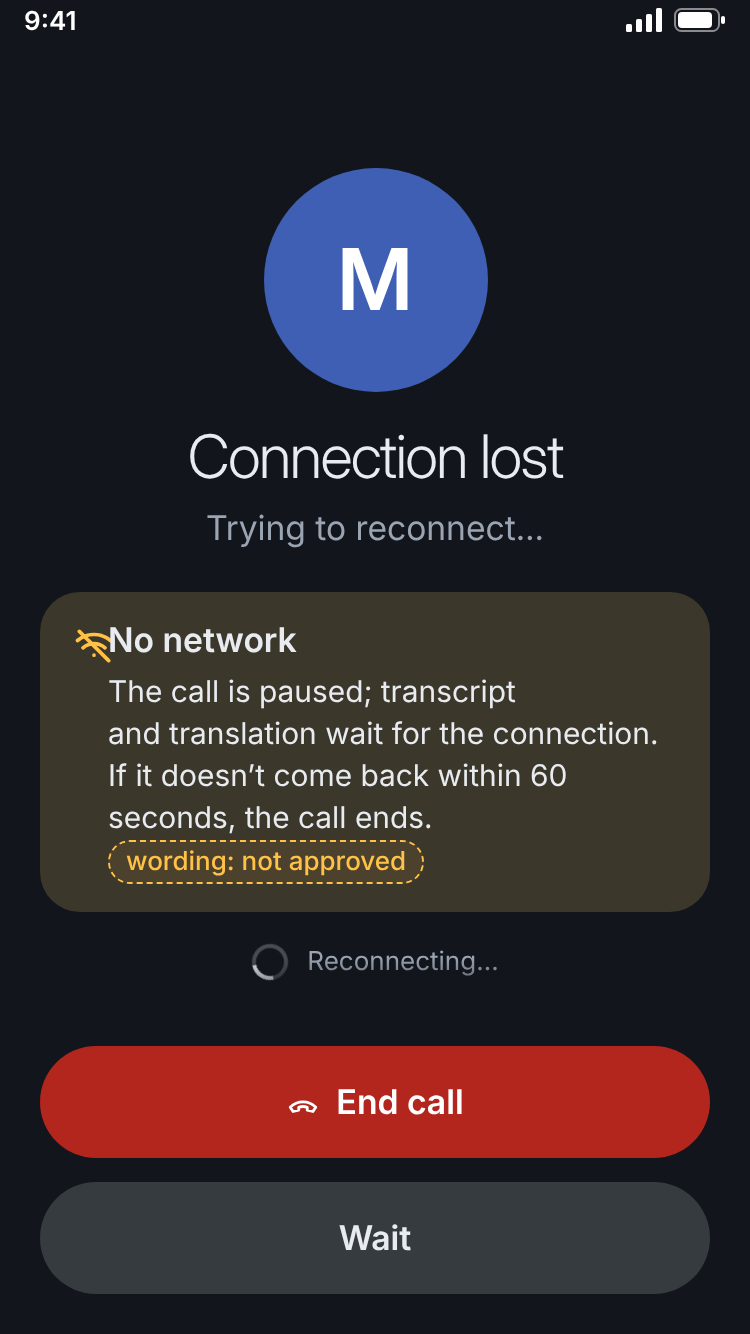 9:41
M
Connection lost
Trying to reconnect...
No network
The call is paused; transcript
and translation wait for the connection.
If it doesn’t come back within 60
seconds, the call ends.
wording: not approved
Reconnecting...
End call
Wait